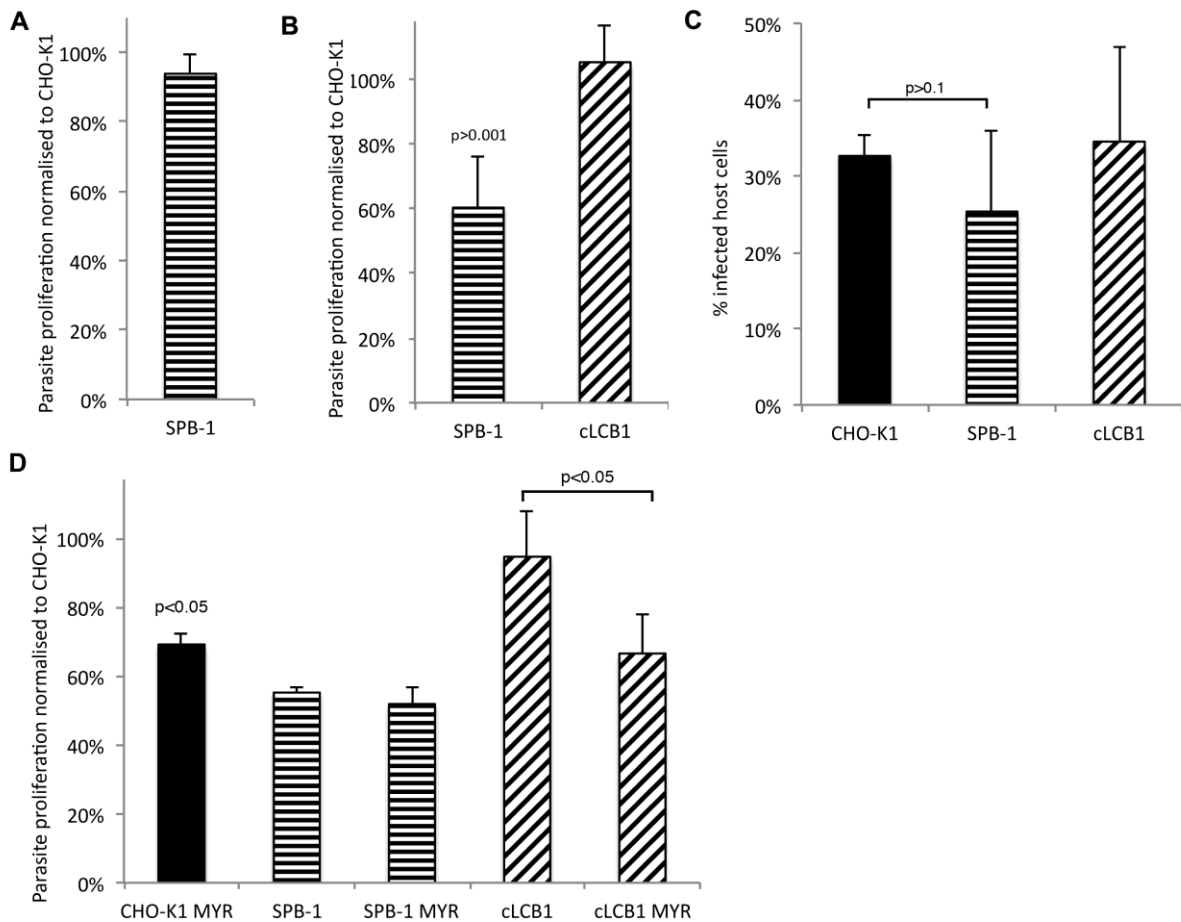 A
Parasite proliferation normalised to CHO-K1
100%
80%
60%
40%
20%
0%
SPB-1
B
Parasite proliferation normalised to CHO-K1
100%
80%
60%
40%
20%
0%
p>0.001
SPB-1
cLCB1
C
% infected host cells
50%
40%
30%
20%
10%
0%
p>0.1
CHO-K1
SPB-1
cLCB1
D
Parasite proliferation normalised to CHO-K1
100%
80%
60%
40%
20%
0%
p<0.05
p<0.05
CHO-K1 MYR
SPB-1
SPB-1 MYR
cLCB1
cLCB1 MYR